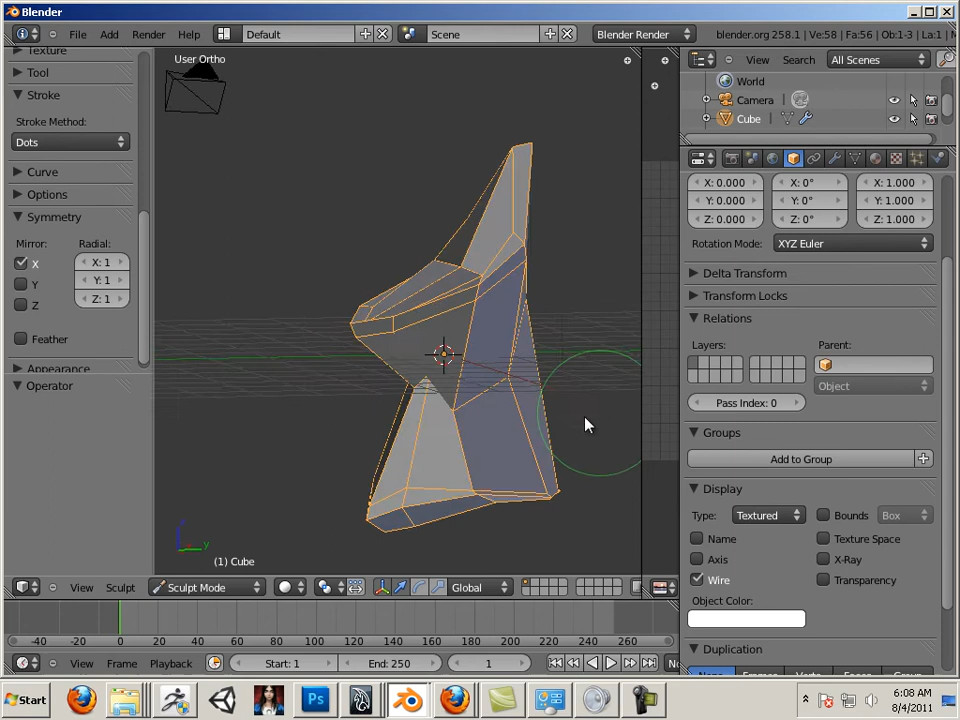 Blender
File Add Render Help Default Scene Blender Render blender.org 258.1 | Ve:58 | Fa:56 | Ob:1-3 | La:1 |
Texture
Tool
Stroke
Stroke Method:
Dots
Curve
Options
Symmetry
Mirror: Radial:
X X: 1
Y Y: 1
Z Z: 1
Feather
Appearance
Operator
User Ortho
z
y
(1) Cube
View Search All Scenes
World
Camera
Cube
X: 0.000 X: 0° X: 1.000
Y: 0.000 Y: 0° Y: 1.000
Z: 0.000 Z: 0° Z: 1.000
Rotation Mode: XYZ Euler
Delta Transform
Transform Locks
Relations
Layers: Parent:
Object
Pass Index: 0
Groups
Add to Group
Display
Type: Textured Bounds Box
Name Texture Space
Axis X-Ray
Wire Transparency
Object Color:
Duplication
None Frames Verts Faces Group
View Sculpt Sculpt Mode Global
-40 -20 0 20 40 60 80 100 120 140 160 180 200 220 240 260
View Frame Playback Start: 1 End: 250 1 No
Start Ps 6:08 AM
8/4/2011